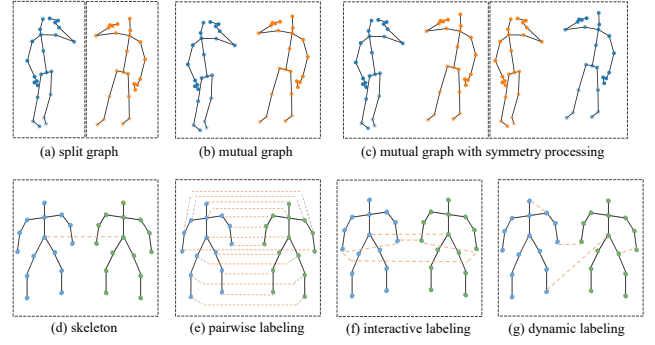 (a) split graph
(b) mutual graph
(c) mutual graph with symmetry processing
(d) skeleton
(e) pairwise labeling
(f) interactive labeling
(g) dynamic labeling